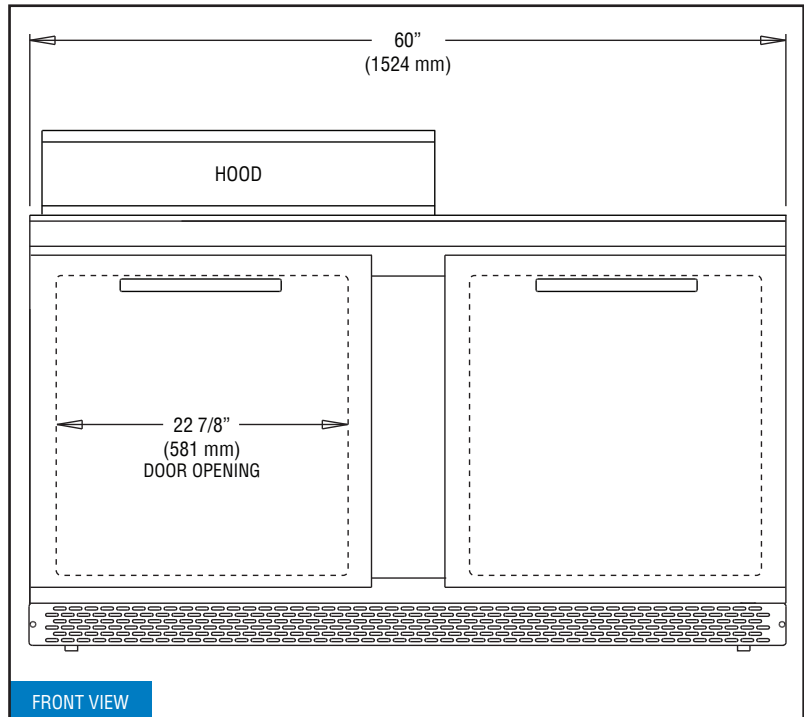 60”
(1524 mm)
HOOD
22 7/8”
(581 mm)
DOOR OPENING
FRONT VIEW